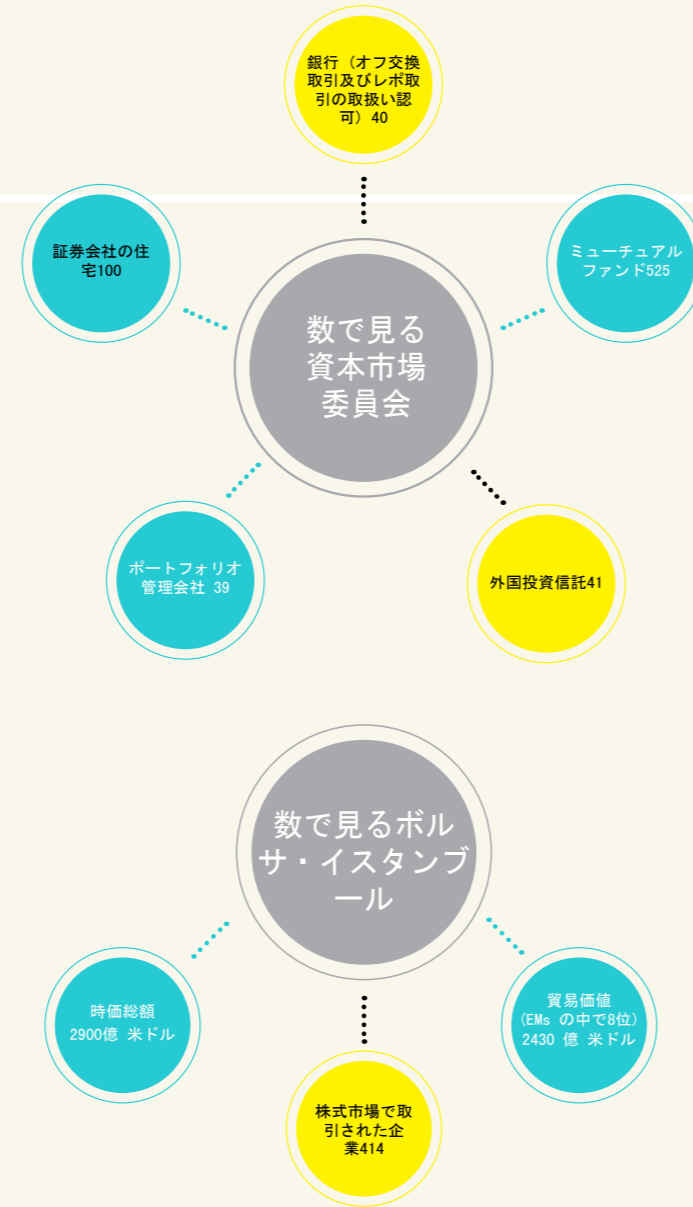 銀行（オフ交換
取引及びレポ取
引の取扱い認
可）40
証券会社の住
宅100
ミューチュアル
ファンド525
数で見る
資本市場
委員会
ポートフォリオ
管理会社 39
外国投資信託41
数で見るボル
サ・イスタンブ
ール
時価総額
2900億 米ドル
貿易価値
(EMs の中で8位)
2430 億 米ドル
株式市場で取
引された企
業414